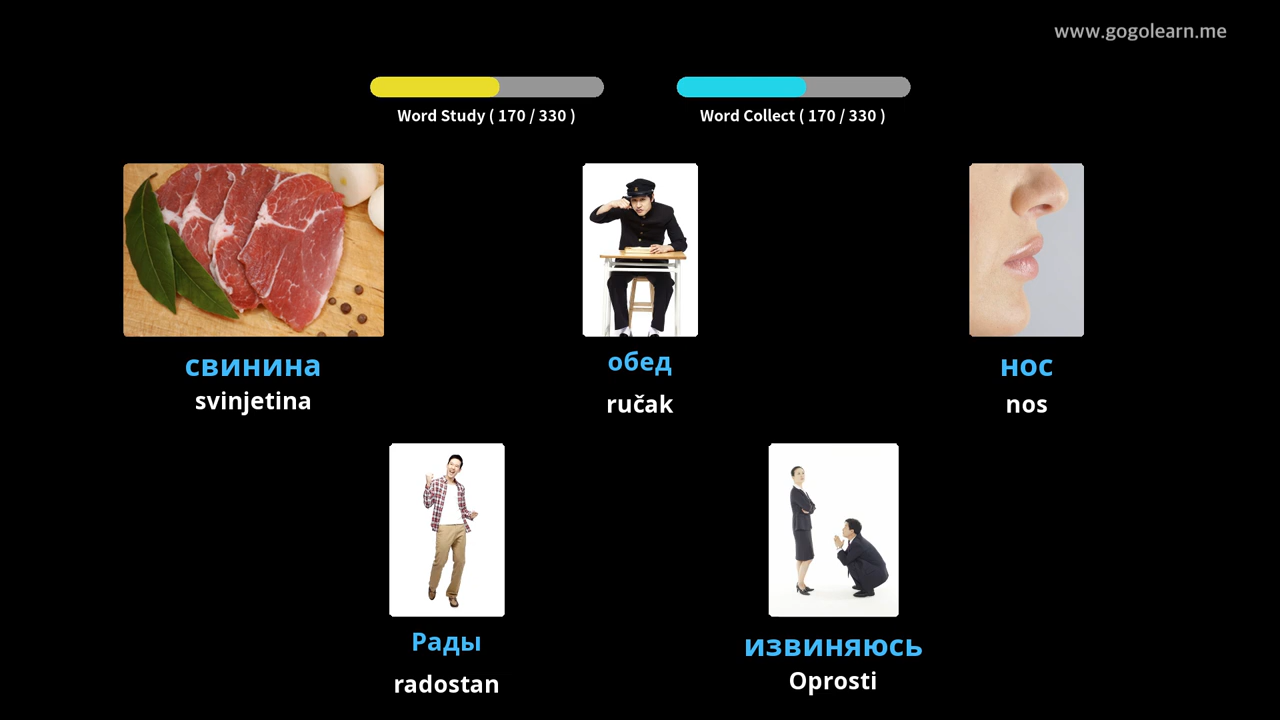 www.gogolearn.me
Word Study ( 170 / 330 )
Word Collect ( 170 / 330 )
свинина
svinjetina
обед
ručak
нос
nos
Рады
radostan
извиняюсь
Oprosti